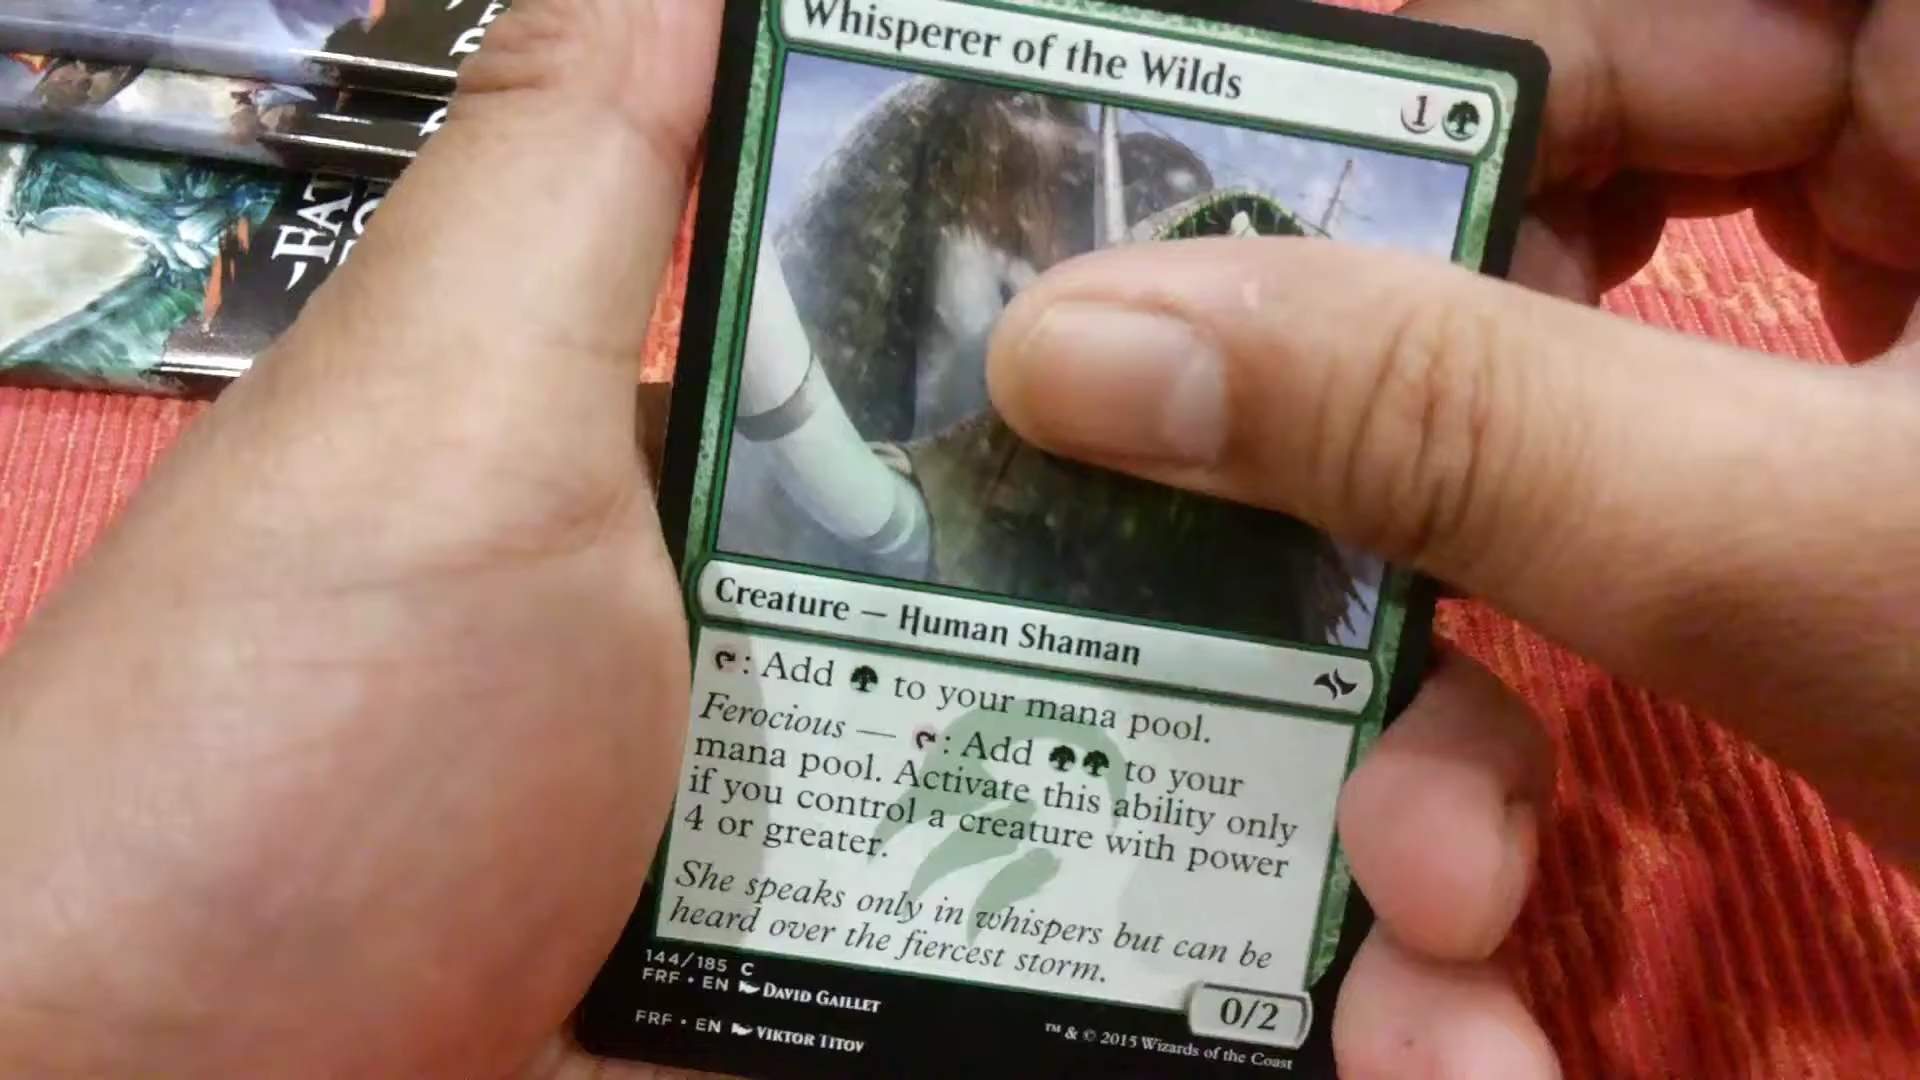 Whisperer of the Wilds
1
Creature — Human Shaman
: Add to your mana pool.
Ferocious — : Add to your
mana pool. Activate this ability only
if you control a creature with power
4 or greater.
She speaks only in whispers but can be
heard over the fiercest storm.
144/185 C
FRF • EN DAVID GAILLET
0/2
™ & © 2015 Wizards of the Coast
FRF • EN VIKTOR TITOV